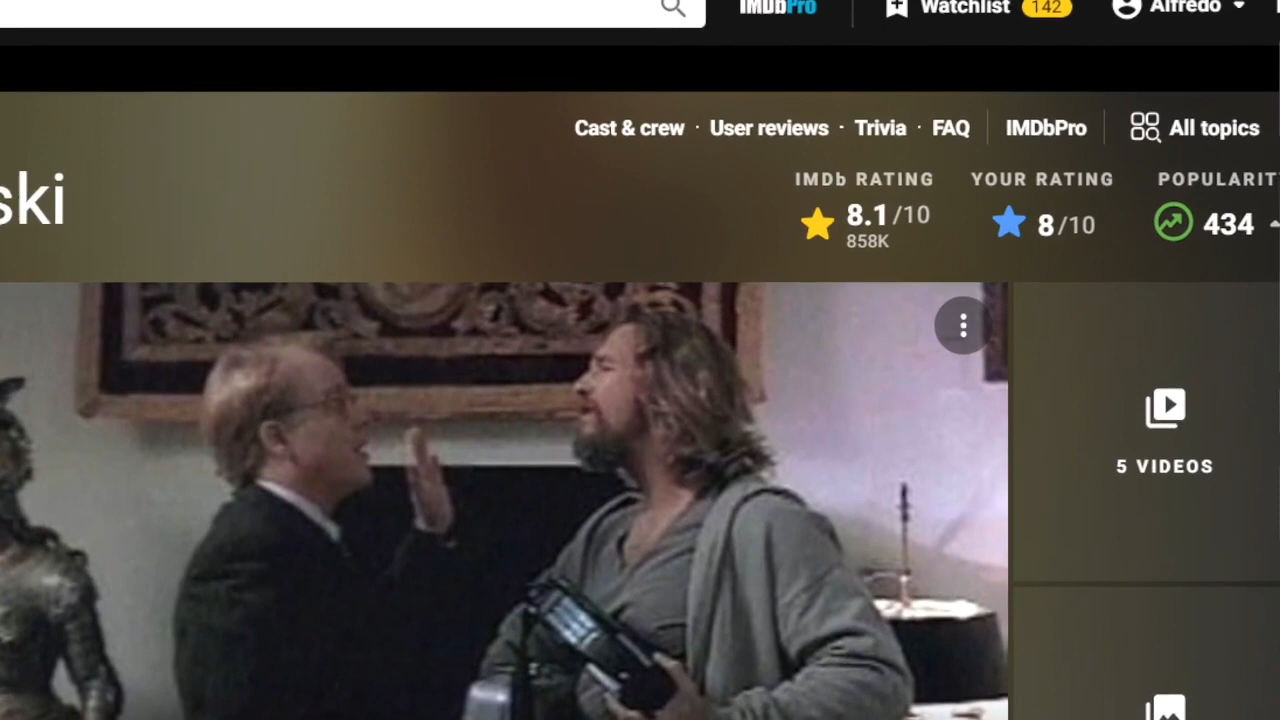 IMDbPro Watchlist 142 Alfredo
Cast & crew · User reviews · Trivia · FAQ IMDbPro All topics
ski
IMDb RATING YOUR RATING POPULARIT
8.1/10 8/10 434
858K
5 VIDEOS